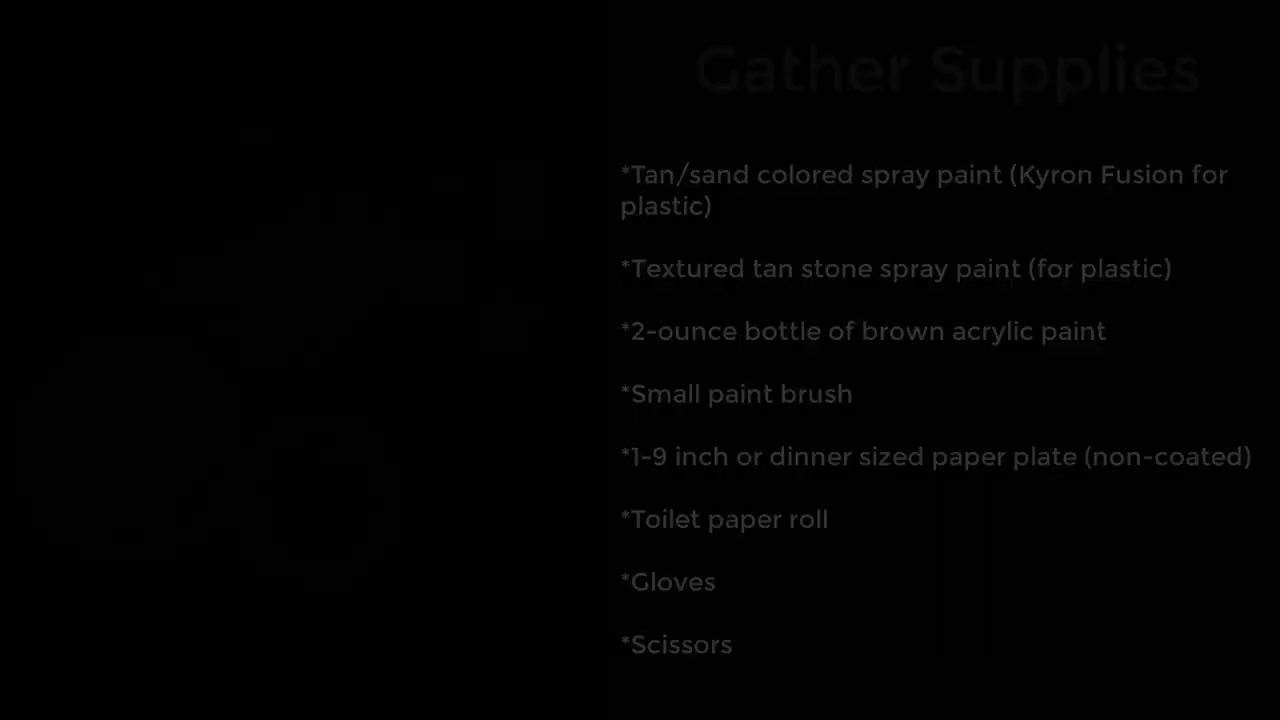 Gather Supplies
*Tan/sand colored spray paint (Kyron Fusion for
plastic)
*Textured tan stone spray paint (for plastic)
*2-ounce bottle of brown acrylic paint
*Small paint brush
*1-9 inch or dinner sized paper plate (non-coated)
*Toilet paper roll
*Gloves
*Scissors